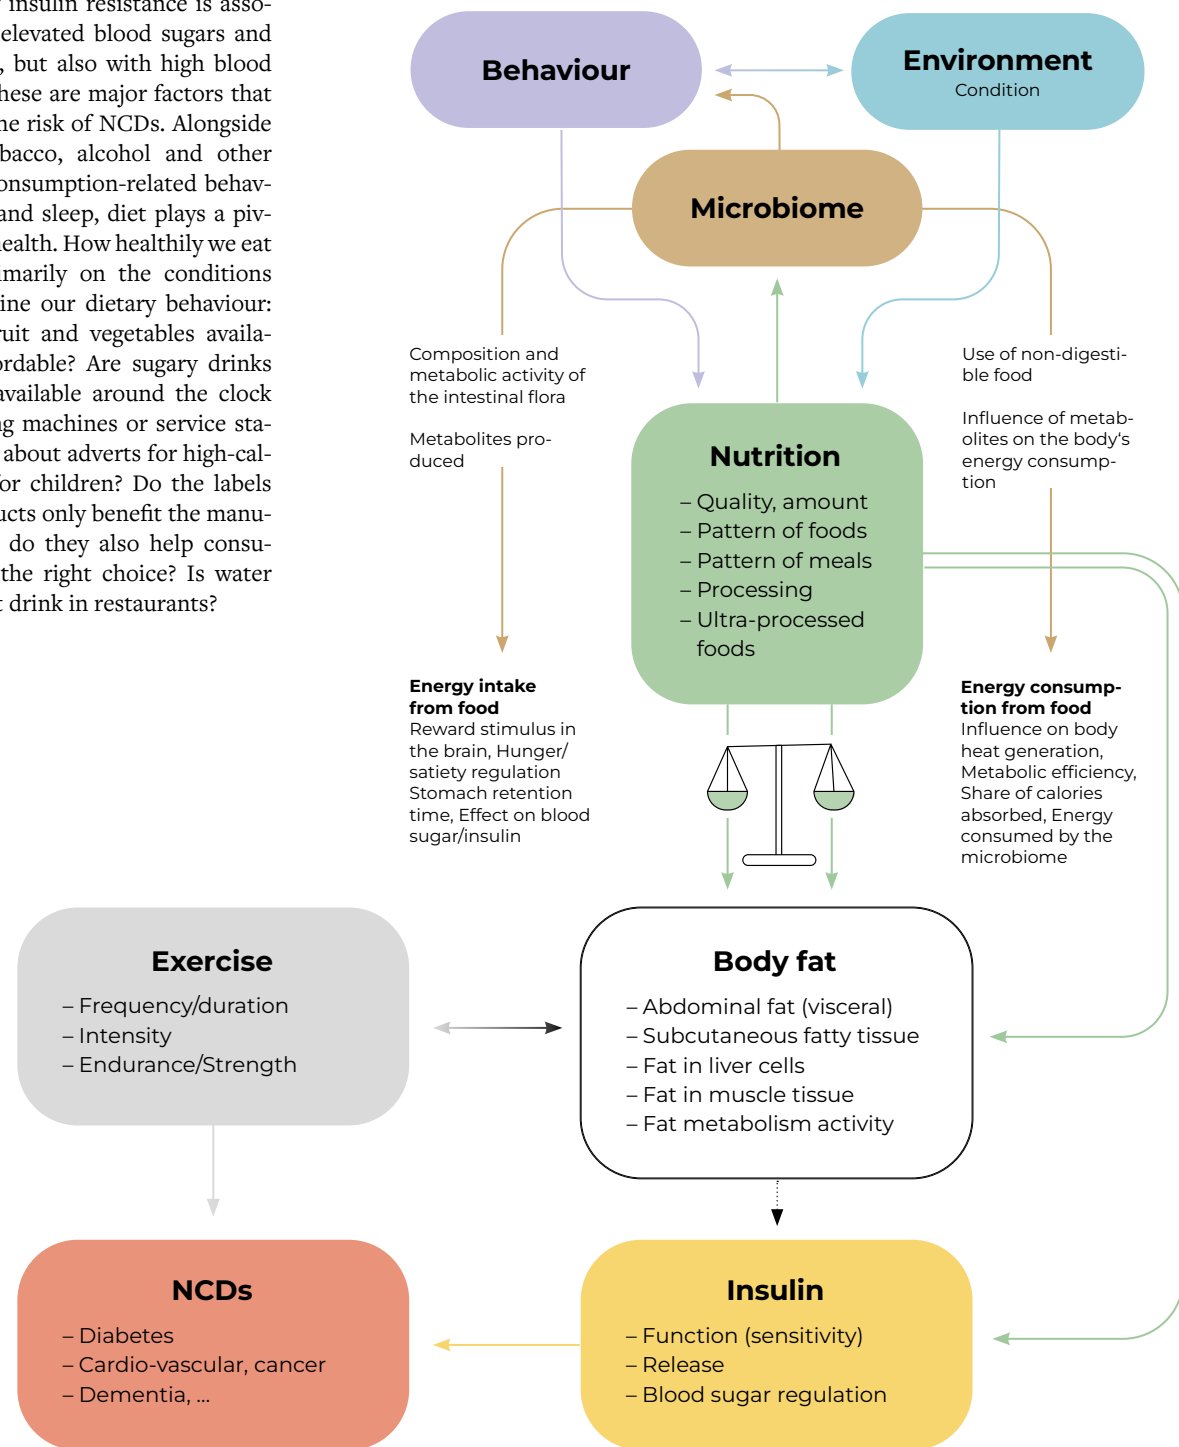 insulin resistance is asso-
elevated blood sugars and
, but also with high blood
hese are major factors that
he risk of NCDs. Alongside
bacco, alcohol and other
onsumption-related behav-
and sleep, diet plays a piv-
health. How healthily we eat
imarily on the conditions
ine our dietary behaviour:
ruit and vegetables availa-
ordable? Are sugary drinks
available around the clock
ng machines or service sta-
about adverts for high-cal-
for children? Do the labels
ucts only benefit the manu-
do they also help consu-
the right choice? Is water
t drink in restaurants?
Behaviour
Environment
Condition
Microbiome
Composition and
metabolic activity of
the intestinal flora
Metabolites pro-
duced
Use of non-digesti-
ble food
Influence of metab-
olites on the body‘s
energy consump-
tion
Nutrition
– Quality, amount
– Pattern of foods
– Pattern of meals
– Processing
– Ultra-processed
foods
Energy intake
from food
Reward stimulus in
the brain, Hunger/
satiety regulation
Stomach retention
time, Effect on blood
sugar/insulin
Energy consump-
tion from food
Influence on body
heat generation,
Metabolic efficiency,
Share of calories
absorbed, Energy
consumed by the
microbiome
Exercise
– Frequency/duration
– Intensity
– Endurance/Strength
Body fat
– Abdominal fat (visceral)
– Subcutaneous fatty tissue
– Fat in liver cells
– Fat in muscle tissue
– Fat metabolism activity
NCDs
– Diabetes
– Cardio-vascular, cancer
– Dementia, ...
Insulin
– Function (sensitivity)
– Release
– Blood sugar regulation